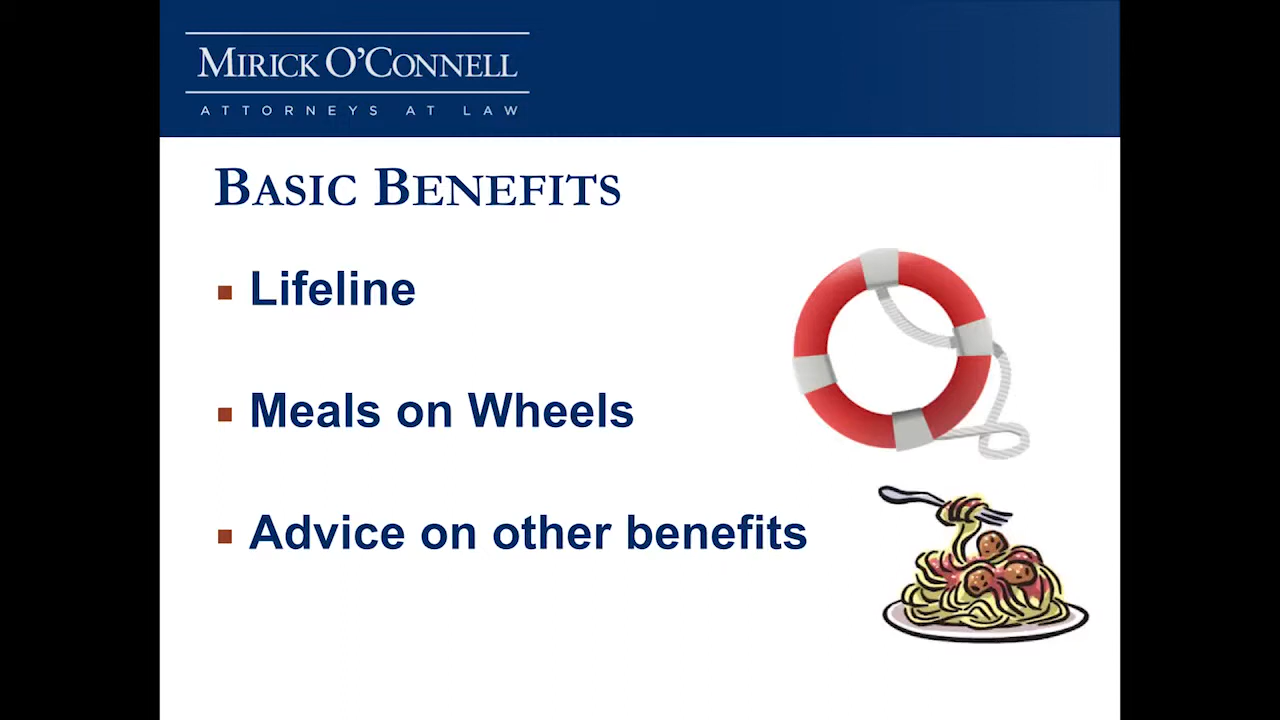 MIRICK O'CONNELL
ATTORNEYS AT LAW
BASIC BENEFITS
▪ Lifeline
▪ Meals on Wheels
▪ Advice on other benefits